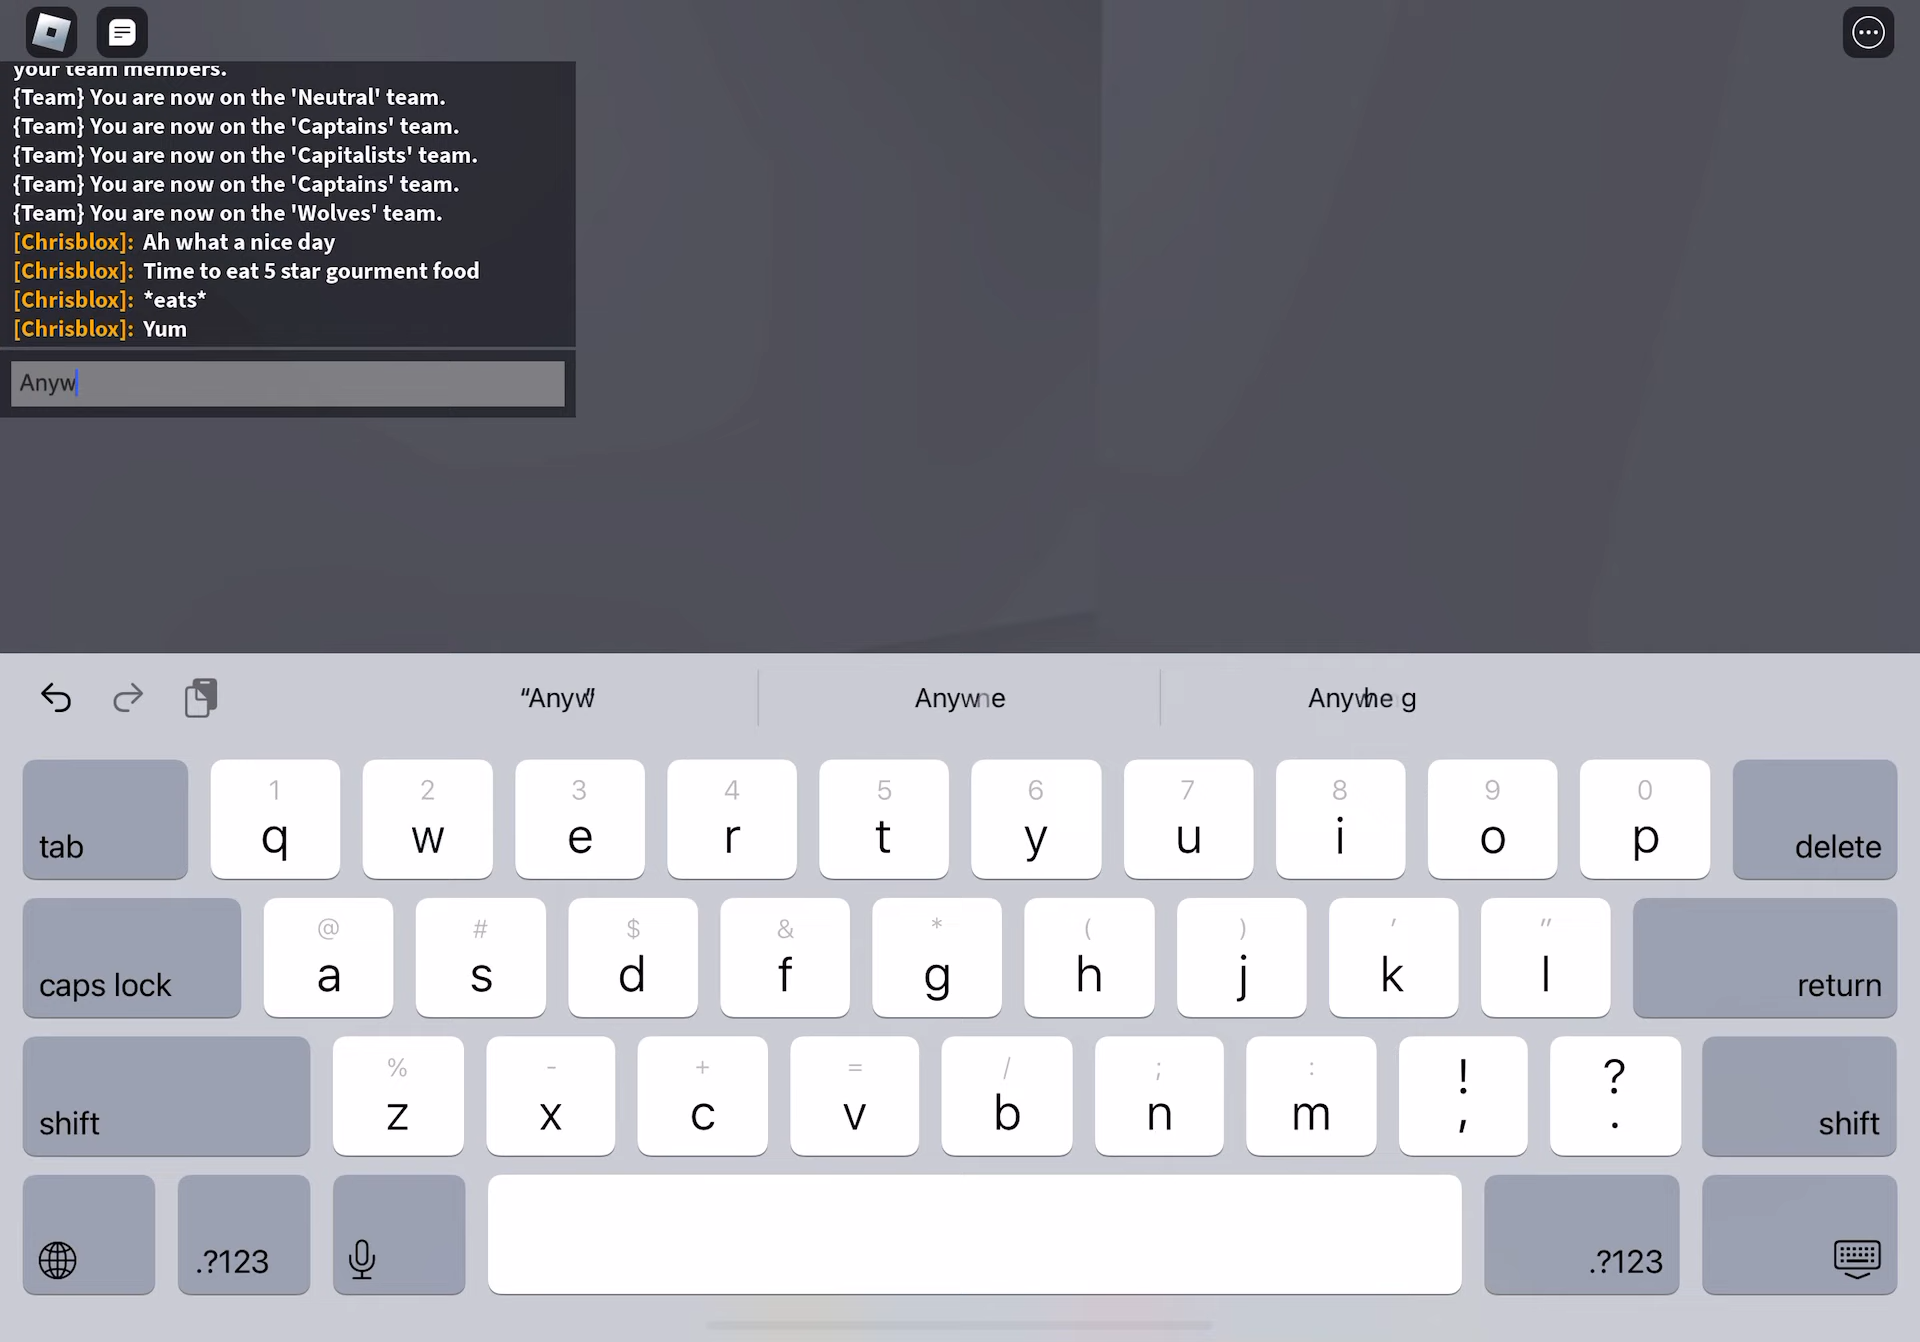 your team members.
{Team} You are now on the 'Neutral' team.
{Team} You are now on the 'Captains' team.
{Team} You are now on the 'Capitalists' team.
{Team} You are now on the 'Captains' team.
{Team} You are now on the 'Wolves' team.
[Chrisblox]: Ah what a nice day
[Chrisblox]: Time to eat 5 star gourment food
[Chrisblox]: *eats*
[Chrisblox]: Yum
Anyw
“Anyw”
tab 1 q 2 w 3 e 4 r 5 t 6 y 7 u 8 i 9 o 0 p delete
caps lock @ a # s $ d & f * g ( h ) j ' k " l return
shift % z - x + c = v / b ; n : m ! , ? . shift
.?123 .?123